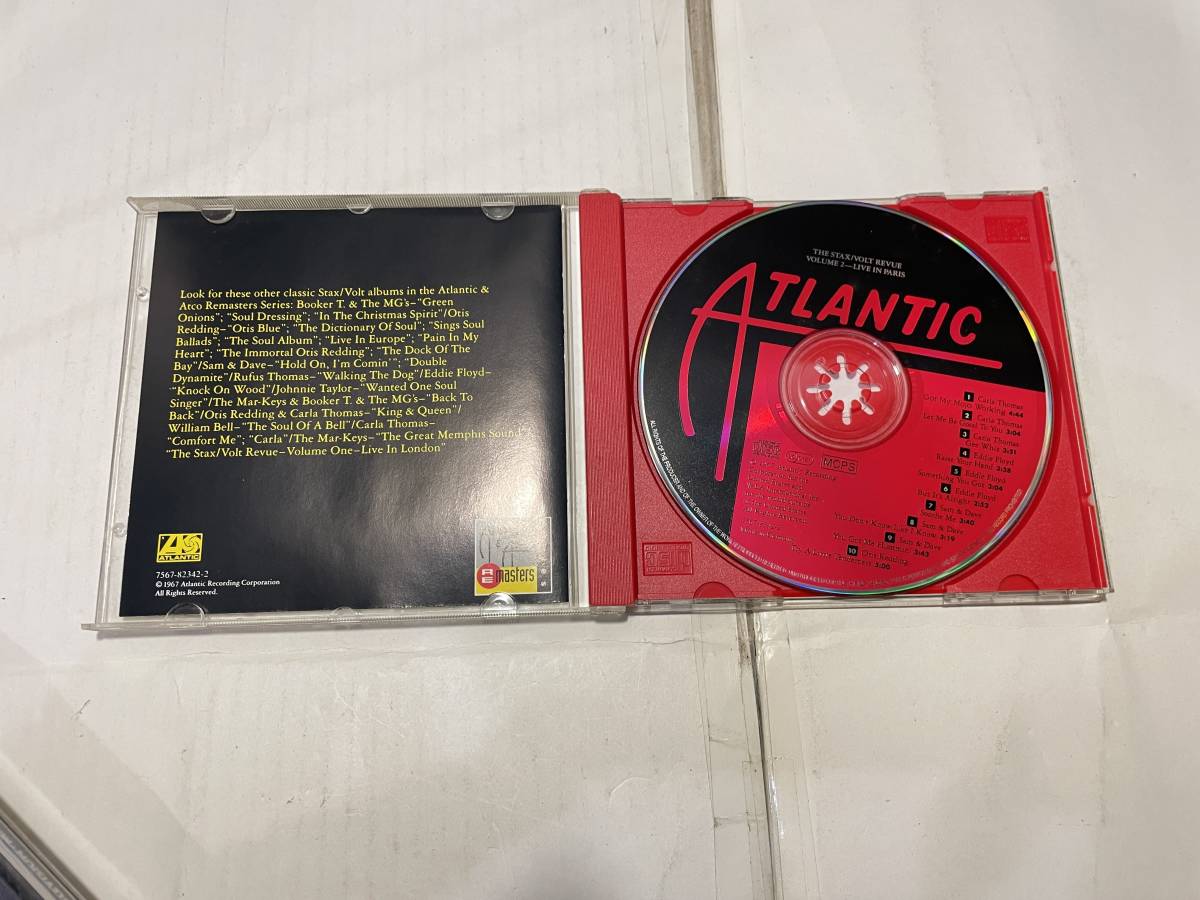 Look for these other classic Stax/Volt albums in the Atlantic &
Atco Remasters Series: Booker T. & The MG's–"Green
Onions"; "Soul Dressing"; "In The Christmas Spirit"/Otis
Redding–"Otis Blue"; "The Dictionary Of Soul"; "Sings Soul
Ballads"; "The Soul Album"; "Live In Europe"; "Pain In My
Heart"; "The Immortal Otis Redding"; "The Dock Of The
Bay"/Sam & Dave–"Hold On, I'm Comin'"; "Double
Dynamite"/Rufus Thomas–"Walking The Dog"/Eddie Floyd–
"Knock On Wood"/Johnnie Taylor–"Wanted One Soul
Singer"/The Mar-Keys & Booker T. & The MG's–"Back To
Back"/Otis Redding & Carla Thomas–"King & Queen"/
William Bell–"The Soul Of A Bell"/Carla Thomas–
"Comfort Me"; "Carla"/The Mar-Keys–"The Great Memphis Sound";
"The Stax/Volt Revue–Volume One–Live In London"
ATLANTIC
7567-82342-2
© 1967 Atlantic Recording Corporation
All Rights Reserved.
RE masters
THE STAX/VOLT REVUE
VOLUME 2—LIVE IN PARIS
ATLANTIC
1 Carla Thomas
Got My Mojo Working 4:44
2 Carla Thomas
Let Me Be Good To You 3:04
3 Carla Thomas
Gee Whiz 3:51
4 Eddie Floyd
Raise Your Hand 3:38
5 Eddie Floyd
Something You Got 3:04
6 Eddie Floyd
But It's Alright 2:52
7 Sam & Dave
Soothe Me 2:40
8 Sam & Dave
You Don't Know Like I Know 3:19
9 Sam & Dave
You Got Me Hummin' 3:43
10 Otis Redding
3:00
MCPS